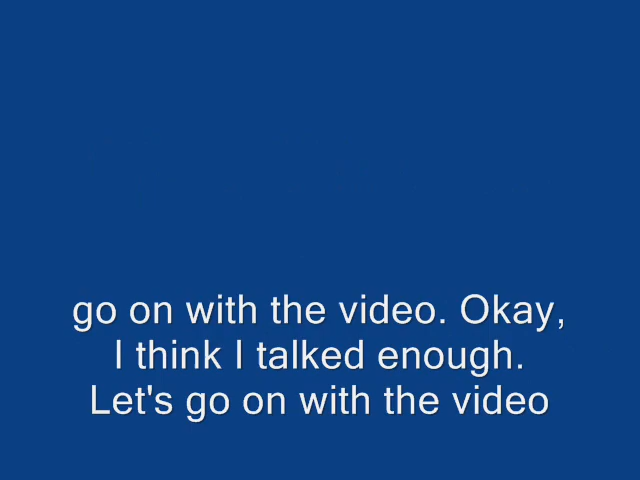 go on with the video. Okay,
I think I talked enough.
Let's go on with the video